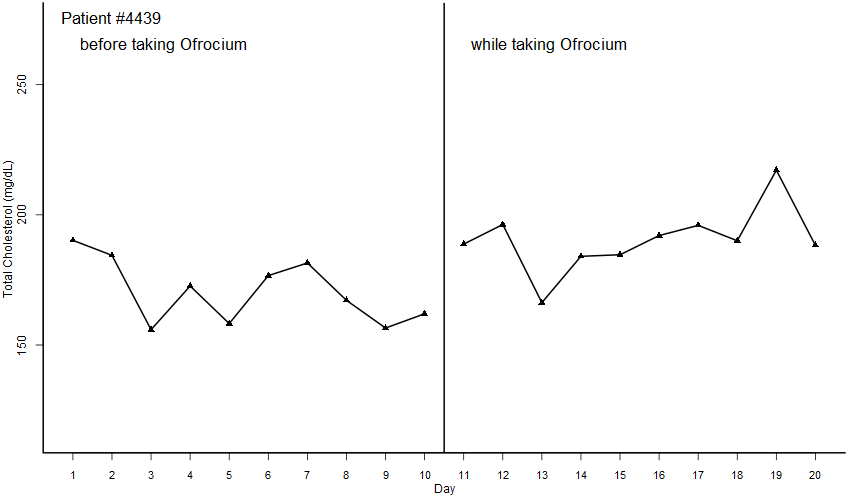 Patient #4439
before taking Ofrocium
while taking Ofrocium
Total Cholesterol (mg/dL)
250
200
150
1 2 3 4 5 6 7 8 9 10 11 12 13 14 15 16 17 18 19 20
Day